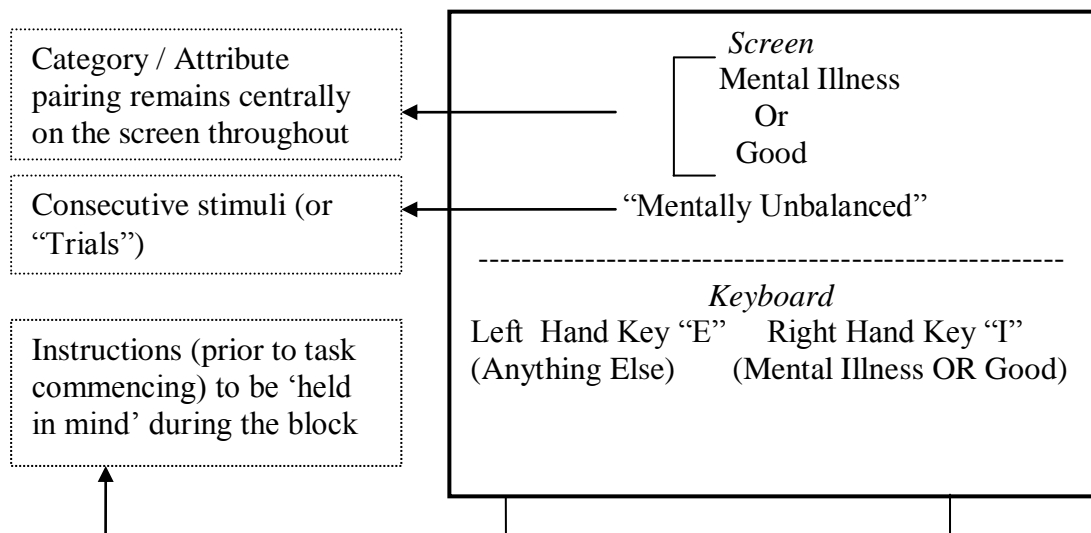 Category / Attribute
pairing remains centrally
on the screen throughout
Consecutive stimuli (or
“Trials”)
Instructions (prior to task
commencing) to be ‘held
in mind’ during the block
Screen
Mental Illness
Or
Good
“Mentally Unbalanced”
Keyboard
Left Hand Key “E” Right Hand Key “I”
(Anything Else) (Mental Illness OR Good)